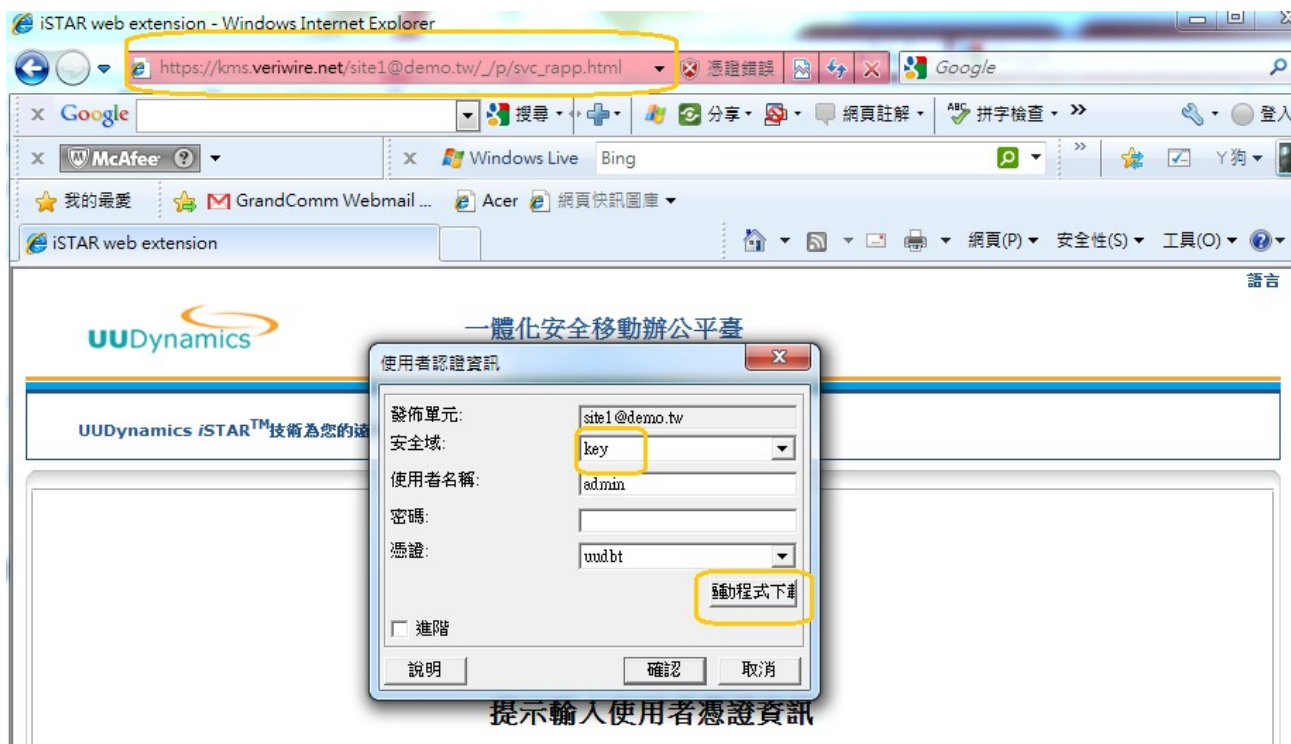 iSTAR web extension - Windows Internet Explorer
https://kms.veriwire.net/site1@demo.tw/_/p/svc_rapp.html 憑證錯誤 Google
x Google 搜尋 分享 網頁註解 ABC 拼字檢查 >> 登入
x McAfee ? x Windows Live Bing >> Y狗
我的最愛 GrandComm Webmail ... Acer 網頁快訊圖庫
iSTAR web extension 網頁(P) 安全性(S) 工具(O)
語言
UUDynamics 一體化安全移動辦公平臺
使用者認證資訊
發佈單元: site1@demo.tw
UUDynamics iSTAR™技術為您的遠
安全域: key
使用者名稱: admin
密碼:
憑證: uudbt
動程式下
進階
說明 確認 取消
提示輸入使用者憑證資訊